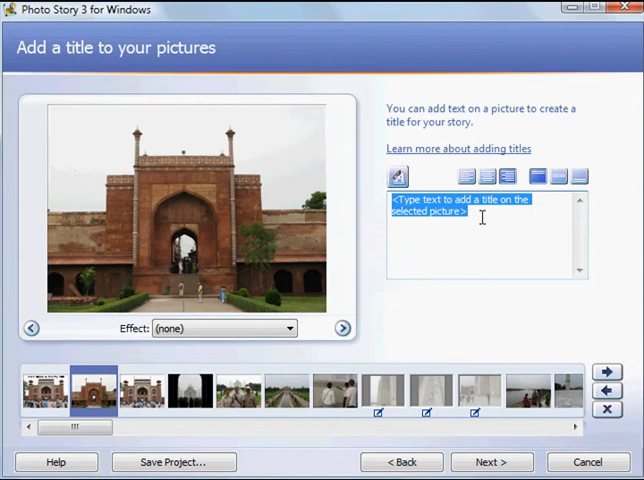 Photo Story 3 for Windows
Add a title to your pictures
You can add text on a picture to create a
title for your story.
Learn more about adding titles
A
<Type text to add a title on the
selected picture>
Effect:
(none)
Help
Save Project...
< Back
Next >
Cancel